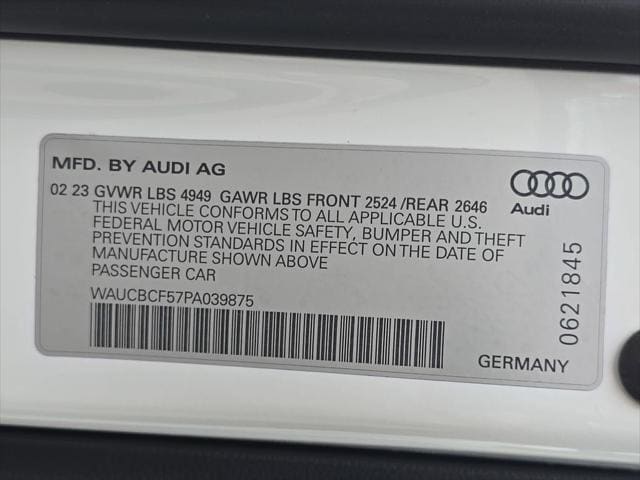 MFD. BY AUDI AG
02 23 GVWR LBS 4949 GAWR LBS FRONT 2524 /REAR 2646
THIS VEHICLE CONFORMS TO ALL APPLICABLE U.S.
FEDERAL MOTOR VEHICLE SAFETY, BUMPER AND THEFT
PREVENTION STANDARDS IN EFFECT ON THE DATE OF
MANUFACTURE SHOWN ABOVE
PASSENGER CAR
WAUCBCF57PA039875
Audi
0621845
GERMANY